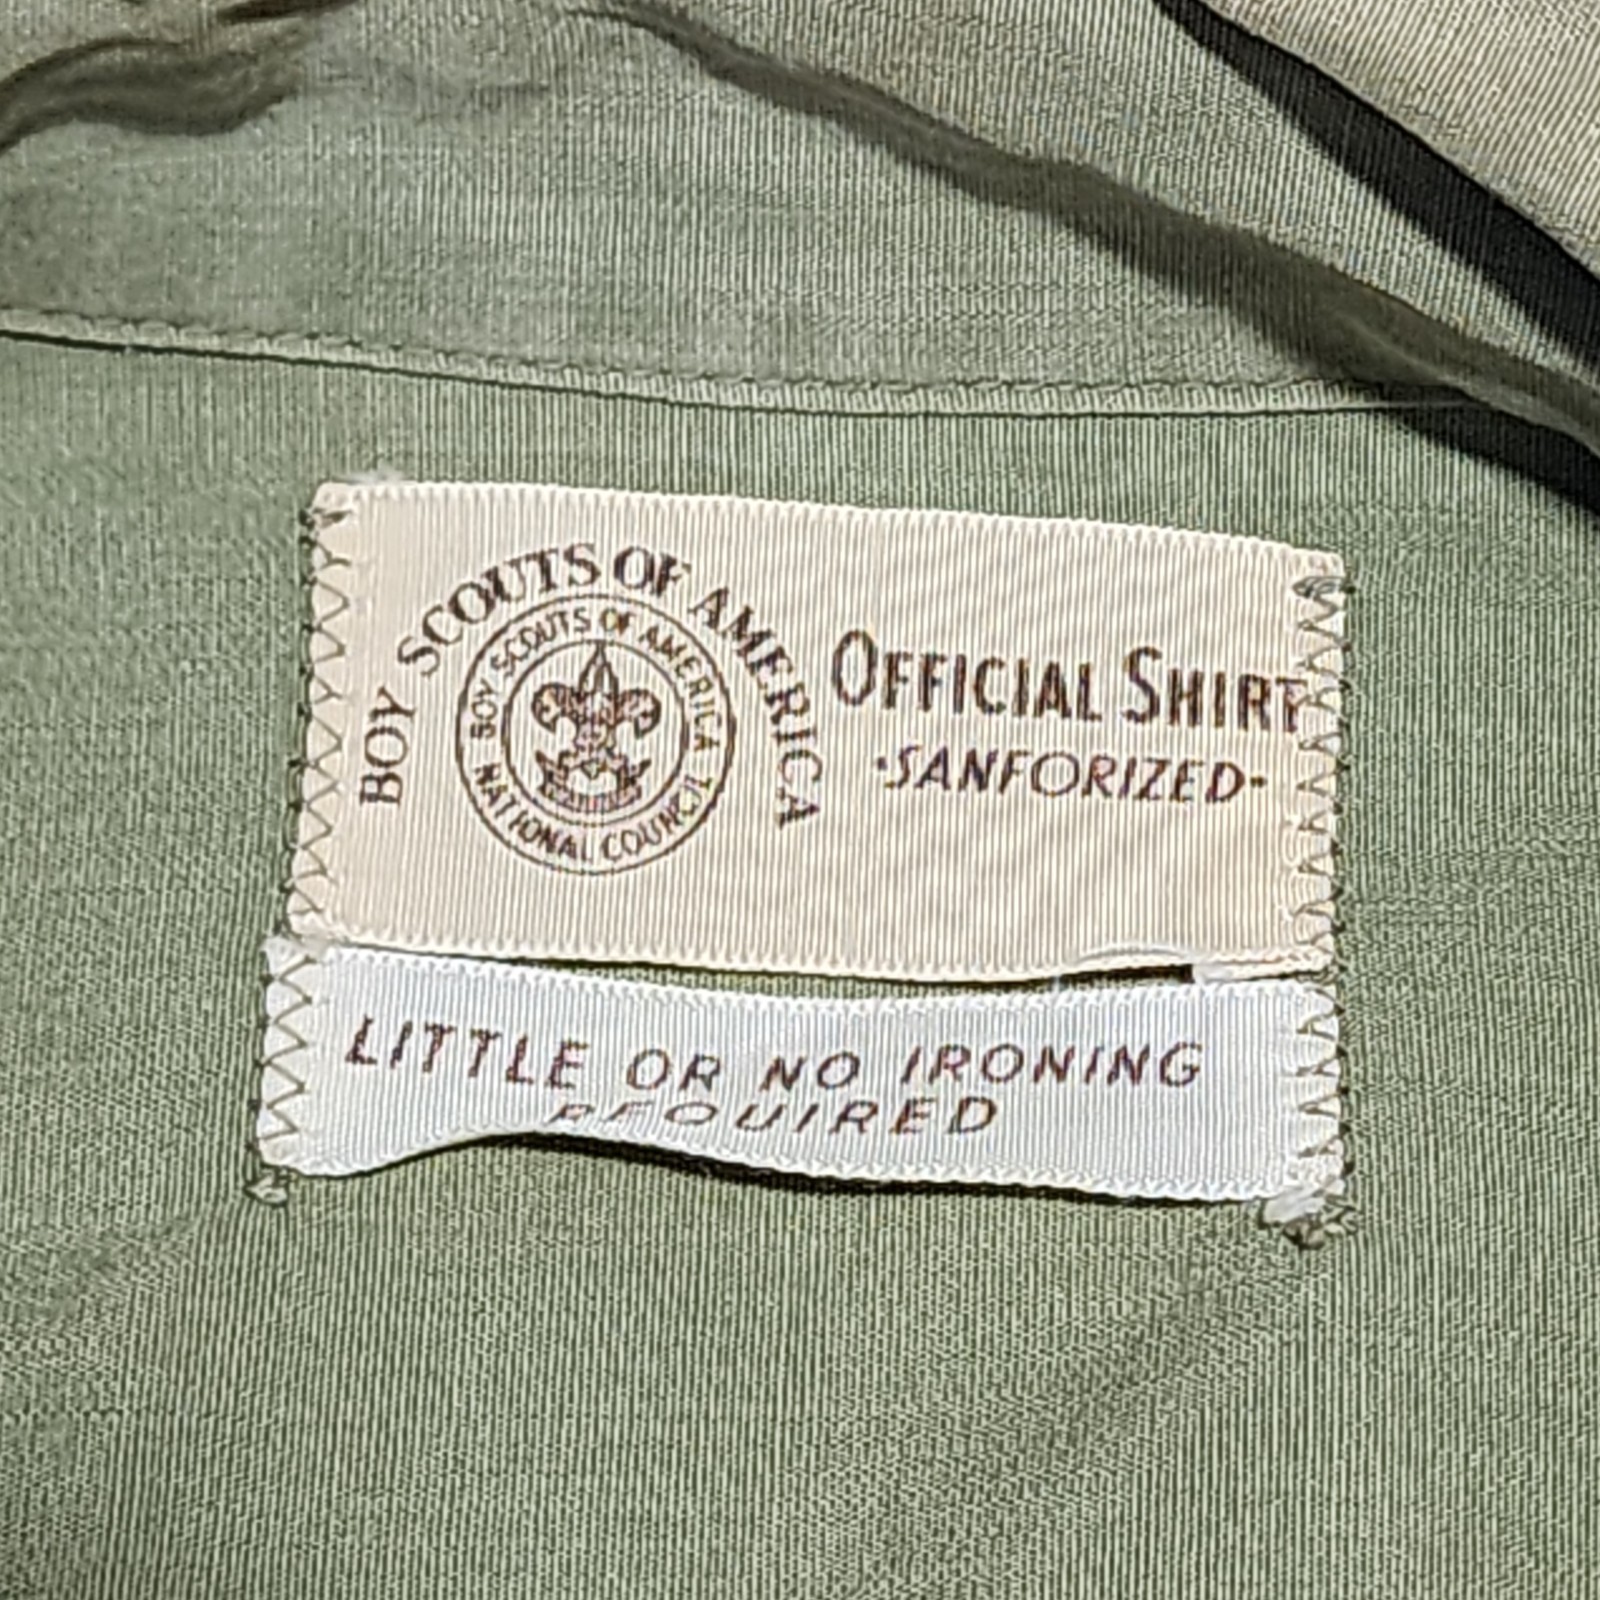 BOY SCOUTS OF AMERICA
BOY SCOUTS OF AMERICA
NATIONAL COUNCIL
OFFICIAL SHIRT
·SANFORIZED·
LITTLE OR NO IRONING
REQUIRED